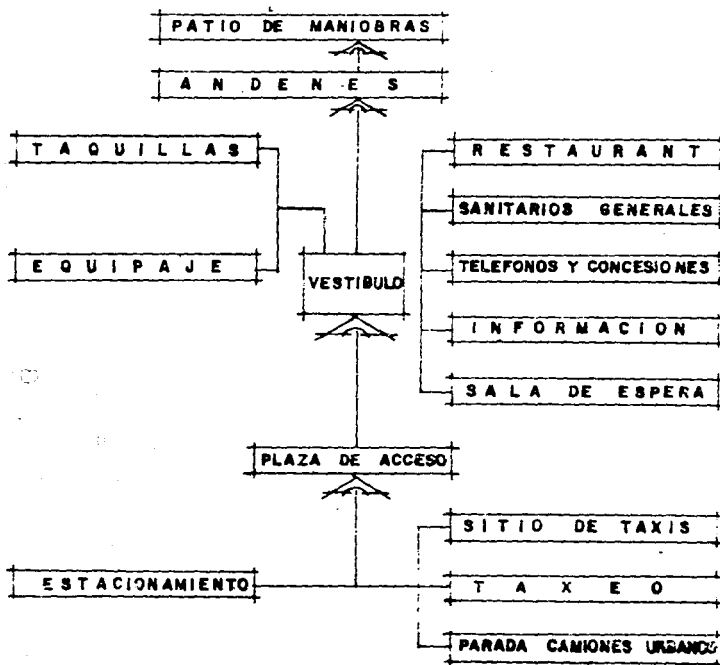 PATIO DE MANIOBRAS
ANDENES
TAQUILLAS
RESTAURANT
SANITARIOS GENERALES
EQUIPAJE
TELEFONOS Y CONCESIONES
VESTIBULO
INFORMACION
SALA DE ESPERA
PLAZA DE ACCESO
SITIO DE TAXIS
ESTACIONAMIENTO
TAXEO
PARADA CAMIONES URBANOS